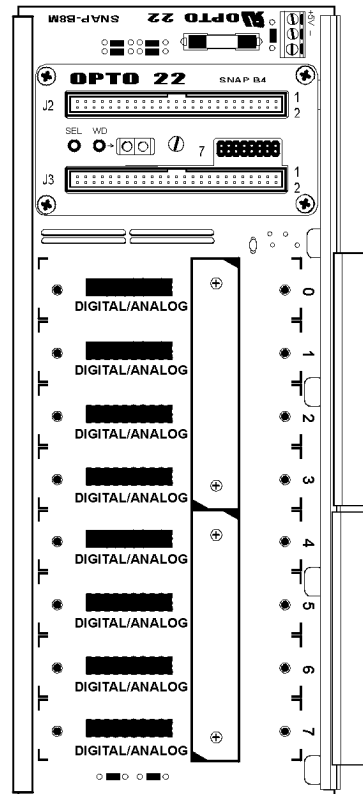 SNAP-B8M OPTO 22
+5V -
OPTO 22 SNAP B4
J2 1
2
SEL WD
7
J3 1
2
0
DIGITAL/ANALOG
1
DIGITAL/ANALOG
2
DIGITAL/ANALOG
3
DIGITAL/ANALOG
4
DIGITAL/ANALOG
5
DIGITAL/ANALOG
6
DIGITAL/ANALOG
7
DIGITAL/ANALOG